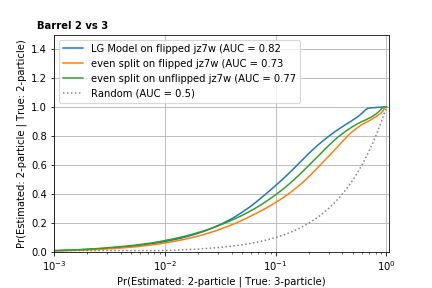 Barrel 2 vs 3
Pr(Estimated: 2-particle | True: 2-particle)
1.4
1.2
1.0
0.8
0.6
0.4
0.2
0.0
LG Model on flipped jz7w (AUC = 0.82
even split on flipped jz7w (AUC = 0.73
even split on unflipped jz7w (AUC = 0.77
Random (AUC = 0.5)
10⁻³ 10⁻² 10⁻¹ 10⁰
Pr(Estimated: 2-particle | True: 3-particle)